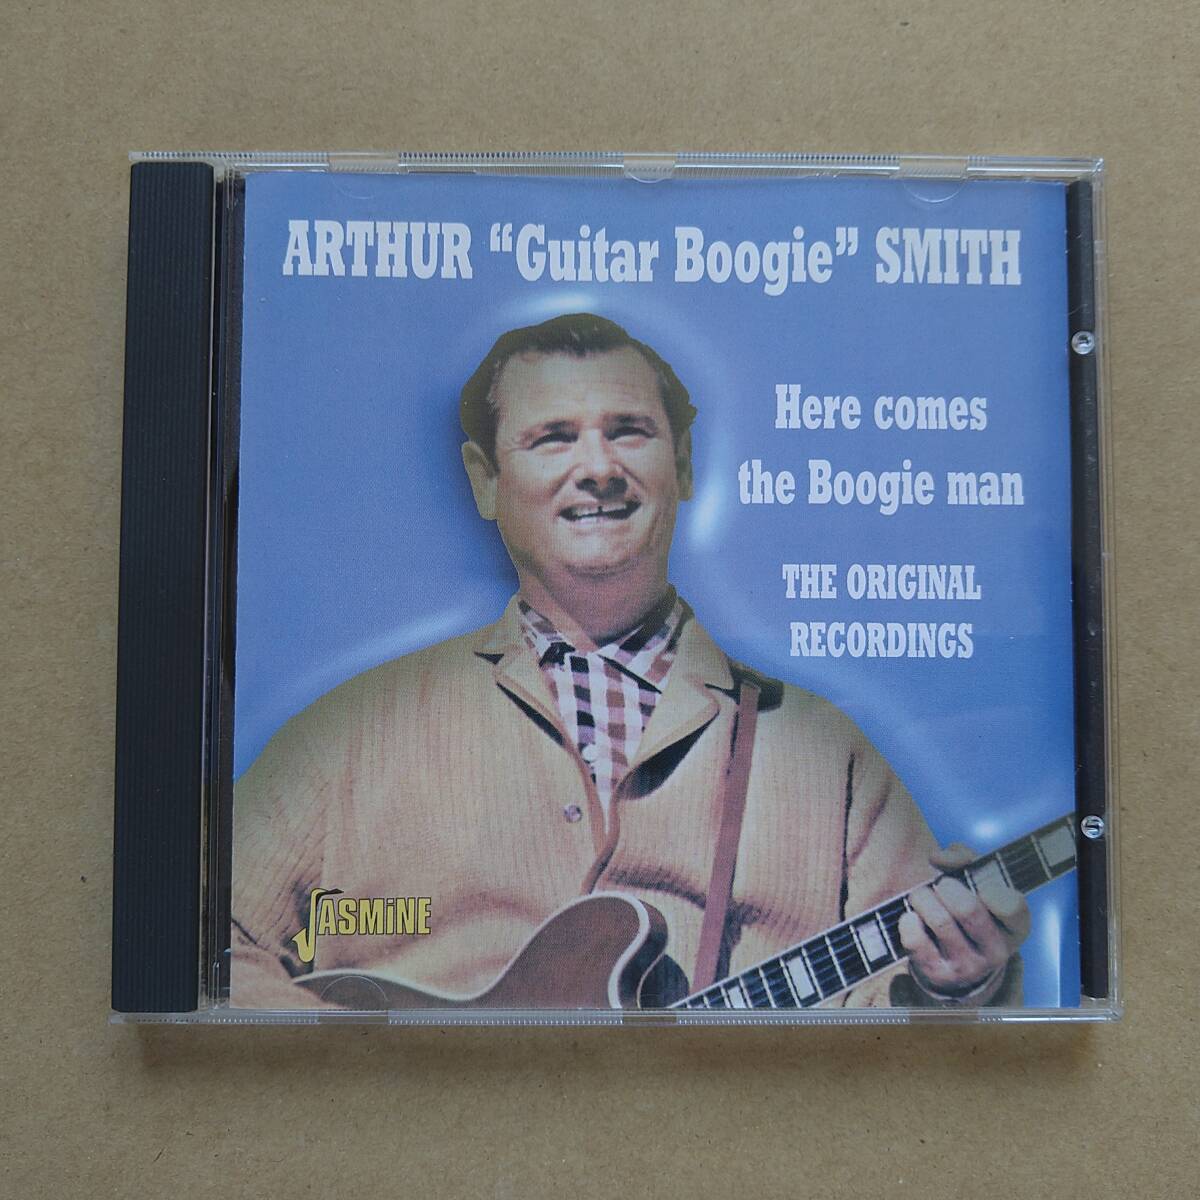 ARTHUR “Guitar Boogie” SMITH
Here comes
the Boogie man
THE ORIGINAL
RECORDINGS
JASMiNE